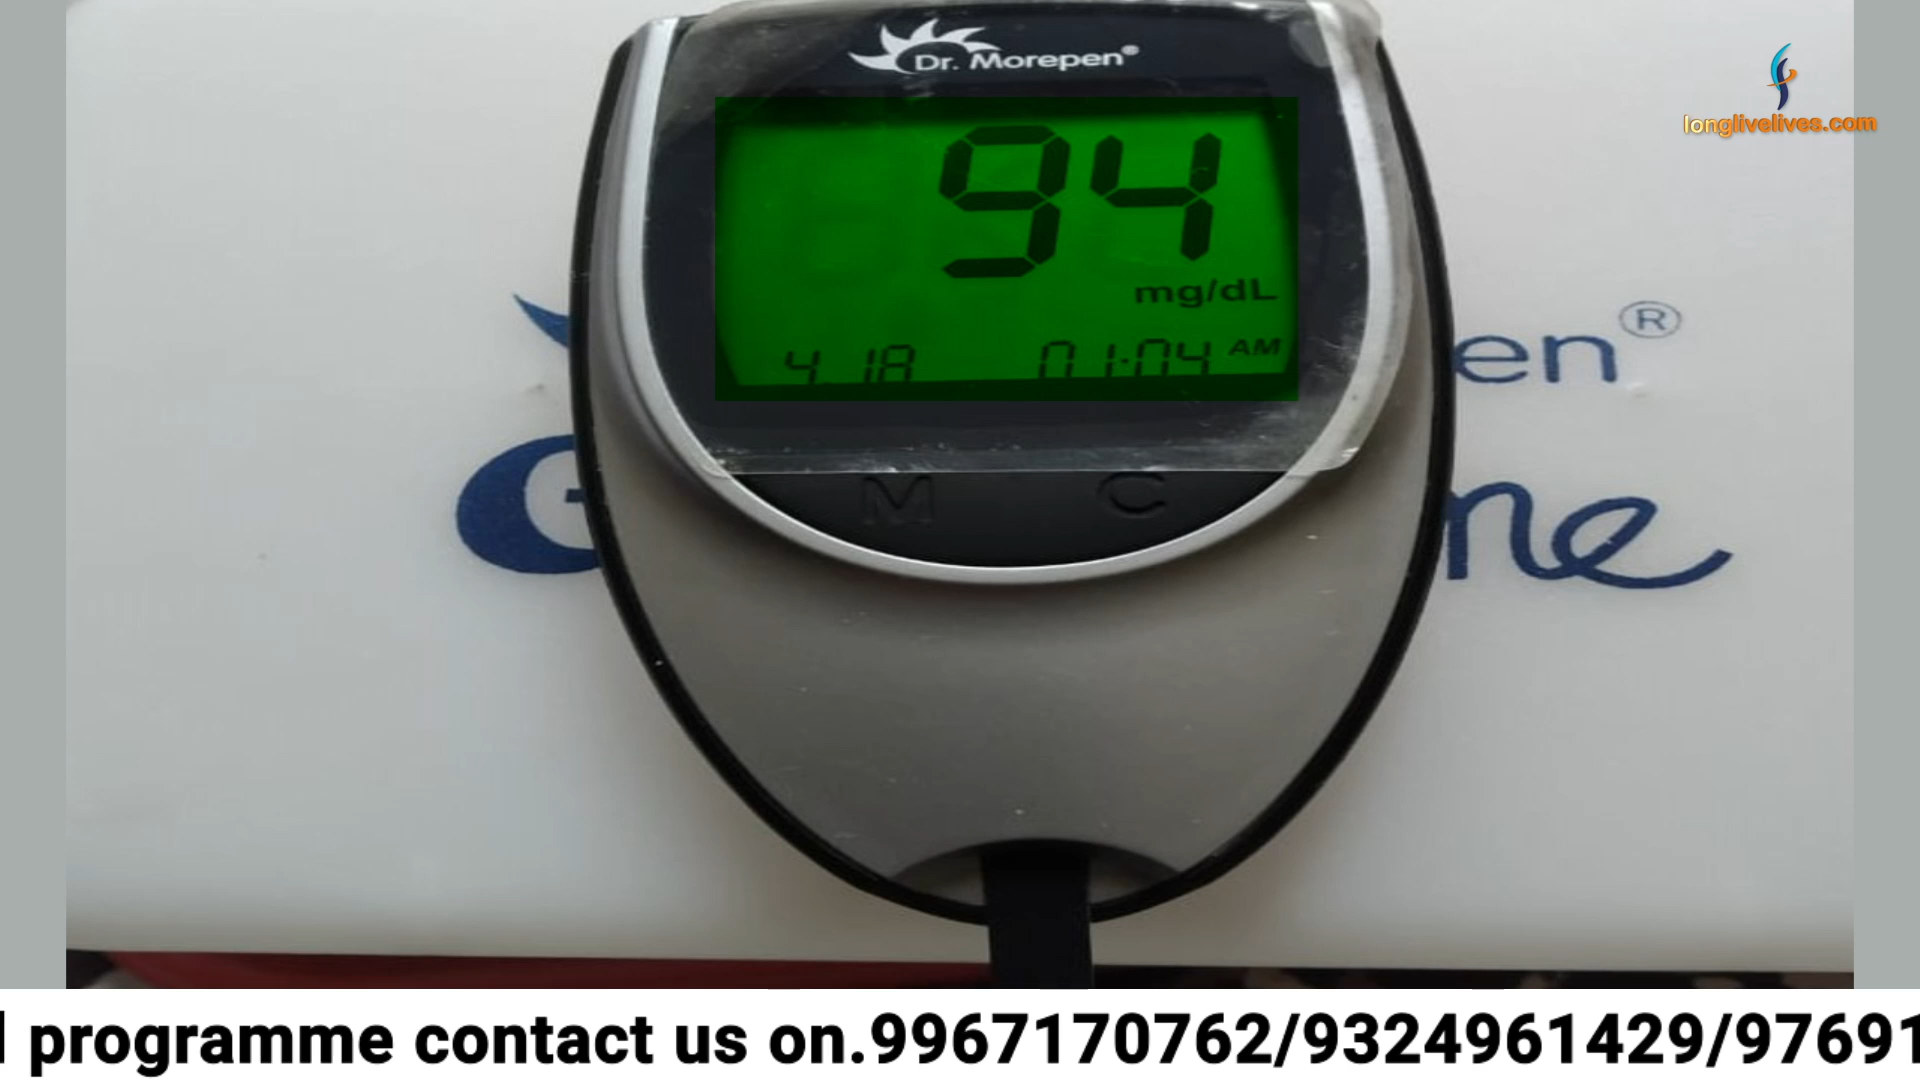 Dr. Morepen®
longlivelives.com
94
mg/dL
4 18 01:04 AM
M C
en®
G
ne
programme contact us on.9967170762/9324961429/97691